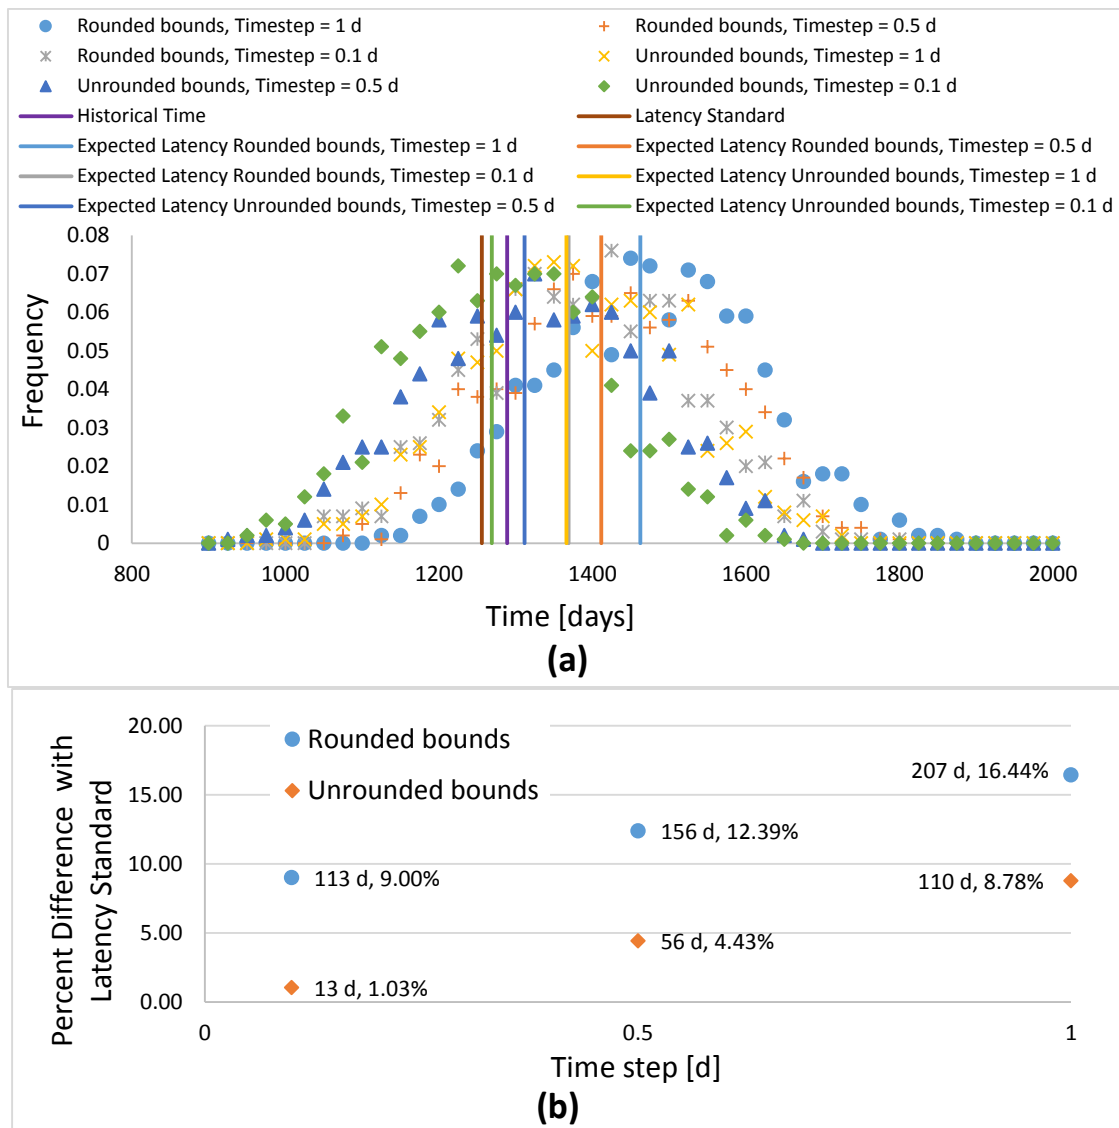 Rounded bounds, Timestep = 1 d
Rounded bounds, Timestep = 0.5 d
Rounded bounds, Timestep = 0.1 d
Unrounded bounds, Timestep = 1 d
Unrounded bounds, Timestep = 0.5 d
Unrounded bounds, Timestep = 0.1 d
Historical Time
Latency Standard
Expected Latency Rounded bounds, Timestep = 1 d
Expected Latency Rounded bounds, Timestep = 0.5 d
Expected Latency Rounded bounds, Timestep = 0.1 d
Expected Latency Unrounded bounds, Timestep = 1 d
Expected Latency Unrounded bounds, Timestep = 0.5 d
Expected Latency Unrounded bounds, Timestep = 0.1 d
0.08
0.07
0.06
0.05
0.04
0.03
0.02
0.01
0
Frequency
800 1000 1200 1400 1600 1800 2000
Time [days]
(a)
20.00
15.00
10.00
5.00
0.00
Percent Difference with
Latency Standard
Rounded bounds
Unrounded bounds
207 d, 16.44%
156 d, 12.39%
113 d, 9.00%
110 d, 8.78%
56 d, 4.43%
13 d, 1.03%
0 0.5 1
Time step [d]
(b)